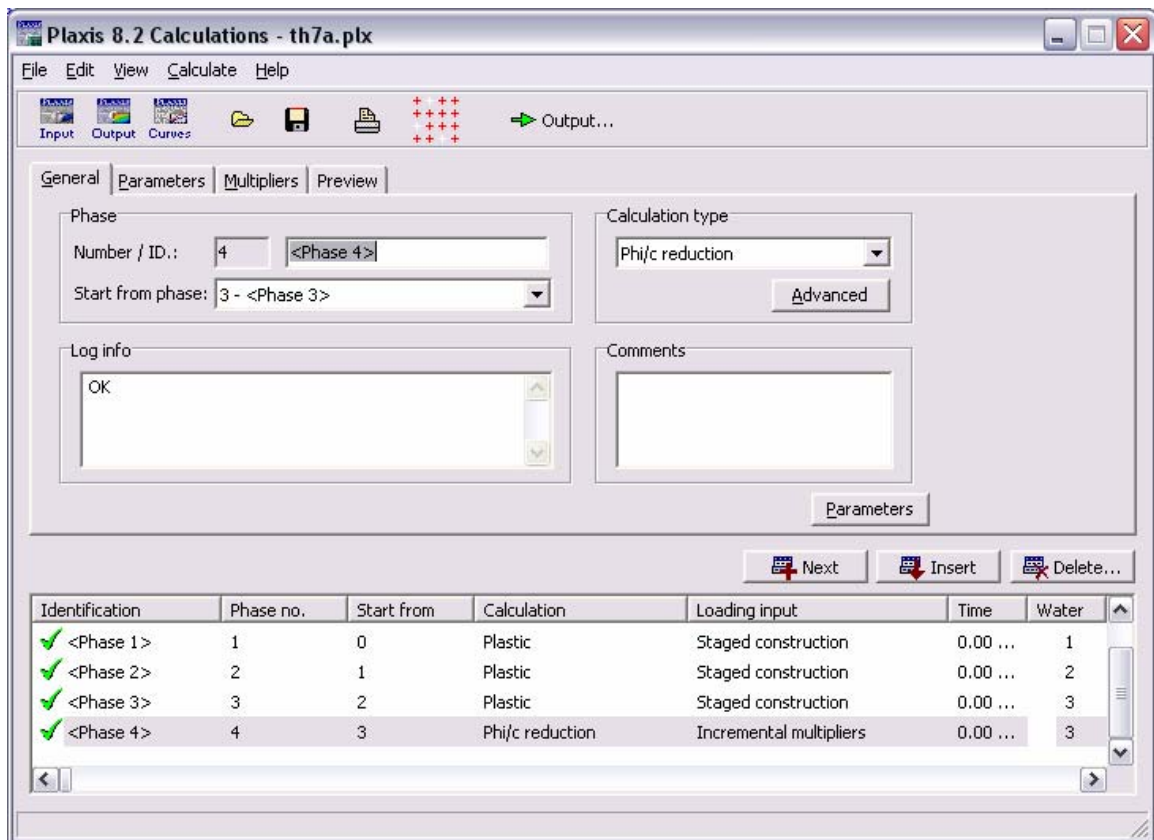 Plaxis 8.2 Calculations - th7a.plx
File Edit View Calculate Help
PLAXIS PLAXIS PLAXIS
Input Output Curves Output...
General Parameters Multipliers Preview
Phase
Number / ID.: 4 <Phase 4>
Start from phase: 3 - <Phase 3>
Calculation type
Phi/c reduction
Advanced
Log info
OK
Comments
Parameters
Next Insert Delete...
Identification Phase no. Start from Calculation Loading input Time Water
<Phase 1> 1 0 Plastic Staged construction 0.00 ... 1
<Phase 2> 2 1 Plastic Staged construction 0.00 ... 2
<Phase 3> 3 2 Plastic Staged construction 0.00 ... 3
<Phase 4> 4 3 Phi/c reduction Incremental multipliers 0.00 ... 3